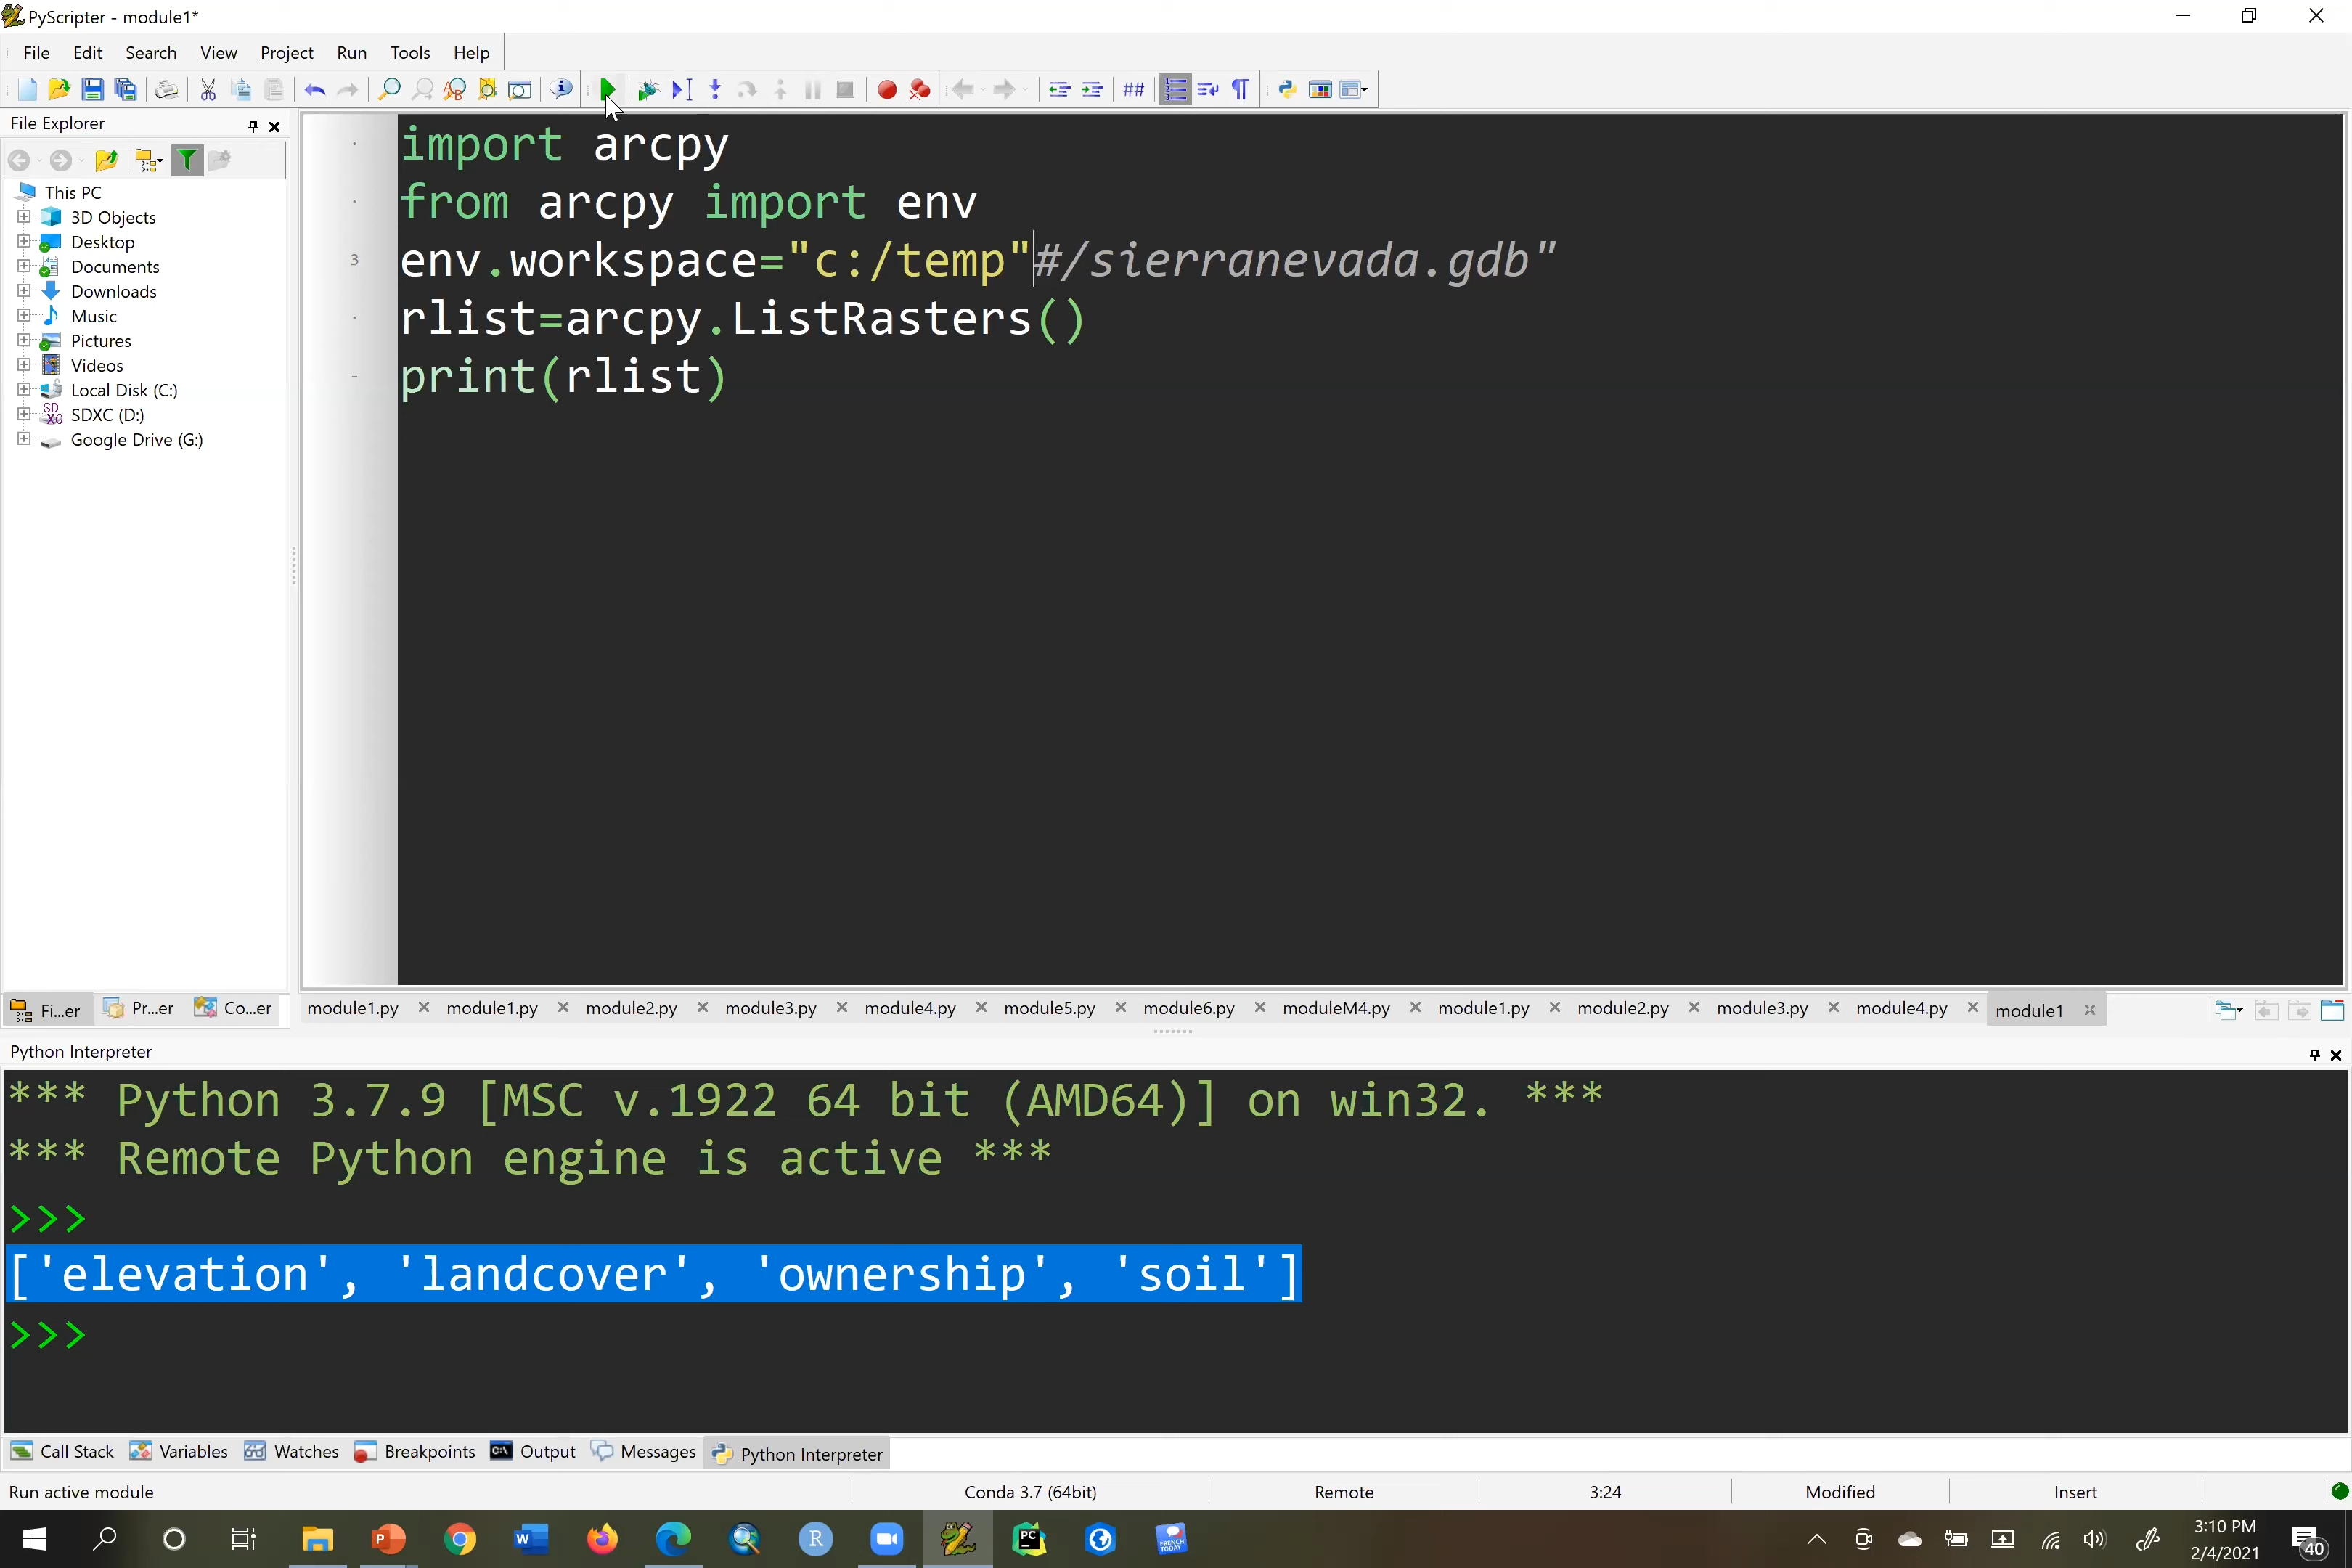 PyScripter - module1*
File Edit Search View Project Run Tools Help
File Explorer
This PC
3D Objects
Desktop
Documents
Downloads
Music
Pictures
Videos
Local Disk (C:)
SDXC (D:)
Google Drive (G:)
import arcpy
from arcpy import env
3 env.workspace="c:/temp"#/sierranevada.gdb"
rlist=arcpy.ListRasters()
print(rlist)
Fi...er Pr...er Co...er module1.py module1.py module2.py module3.py module4.py module5.py module6.py moduleM4.py module1.py module2.py module3.py module4.py module1
Python Interpreter
*** Python 3.7.9 [MSC v.1922 64 bit (AMD64)] on win32. ***
*** Remote Python engine is active ***
>>>
['elevation', 'landcover', 'ownership', 'soil']
>>>
Call Stack Variables Watches Breakpoints Output Messages Python Interpreter
Run active module Conda 3.7 (64bit) Remote 3:24 Modified Insert
3:10 PM
2/4/2021
40